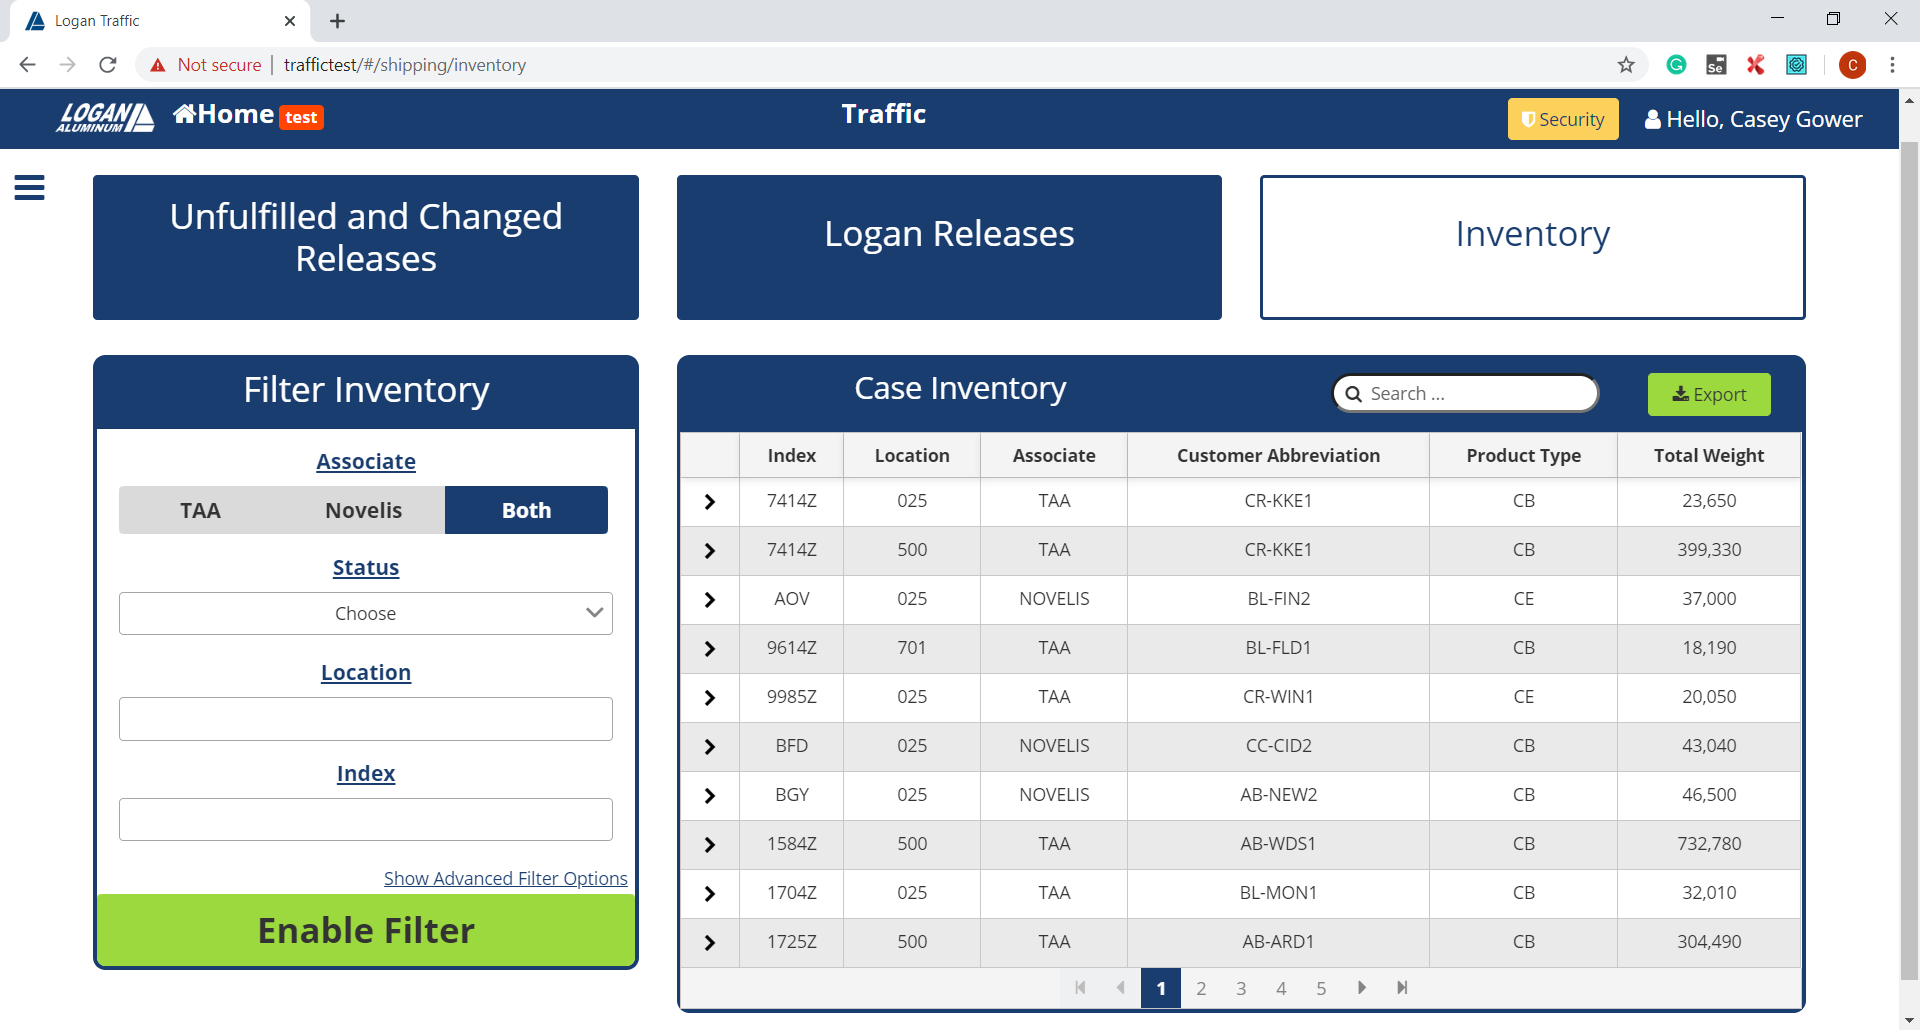 Logan Traffic
Not secure
traffictest/#/shipping/inventory
Se
C
LOGAN
ALUMINUM
Home test
Traffic
Security
Hello, Casey Gower
Unfulfilled and Changed
Releases
Logan Releases
Inventory
Filter Inventory
Associate
TAA Novelis Both
Status
Choose
Location
Index
Show Advanced Filter Options
Enable Filter
Case Inventory
Search ...
Export
Index Location Associate Customer Abbreviation Product Type Total Weight
7414Z 025 TAA CR-KKE1 CB 23,650
7414Z 500 TAA CR-KKE1 CB 399,330
AOV 025 NOVELIS BL-FIN2 CE 37,000
9614Z 701 TAA BL-FLD1 CB 18,190
9985Z 025 TAA CR-WIN1 CE 20,050
BFD 025 NOVELIS CC-CID2 CB 43,040
BGY 025 NOVELIS AB-NEW2 CB 46,500
1584Z 500 TAA AB-WDS1 CB 732,780
1704Z 025 TAA BL-MON1 CB 32,010
1725Z 500 TAA AB-ARD1 CB 304,490
1 2 3 4 5